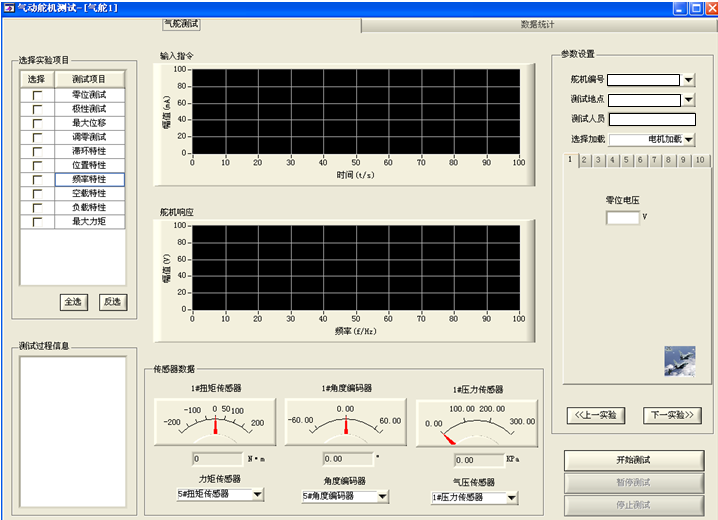 气动舵机测试-[气舵1]
气舵测试
数据统计
选择实验项目
选择 测试项目
零位测试
极性测试
最大位移
调零测试
滞环特性
位置特性
频率特性
空载特性
负载特性
最大力矩
全选 反选
测试过程信息
输入指令
幅值(mA)
100
80
60
40
20
0
0 10 20 30 40 50 60 70 80 90 100
时间(t/s)
舵机响应
幅值(V)
100
80
60
40
20
0
0 10 20 30 40 50 60 70 80 90 100
频率(f/Hz)
传感器数据
1#扭矩传感器
-200 -100 0 50 100 200
0 N·m
力矩传感器
5#扭矩传感器
1#角度编码器
-60.00 0.00 60.00
0.00 °
角度编码器
5#角度编码器
1#压力传感器
0.00 100.00 200.00 300.00
0.00 KPa
气压传感器
1#压力传感器
参数设置
舵机编号
测试地点
测试人员
选择加载 电机加载
1 2 3 4 5 6 7 8 9 10
零位电压
V
<<上一实验 下一实验>>
开始测试
暂停测试
停止测试